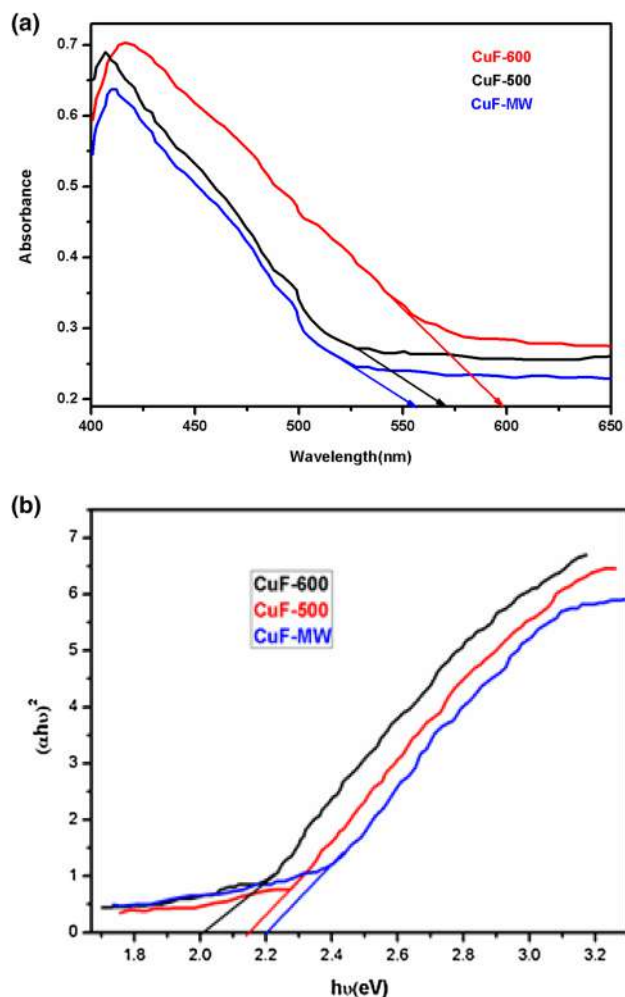 (a)
0.7
0.6
0.5
0.4
0.3
0.2
Absorbance
CuF-600
CuF-500
CuF-MW
400 450 500 550 600 650
Wavelength(nm)
(b)
7
6
5
4
3
2
1
0
(αhυ)²
CuF-600
CuF-500
CuF-MW
1.8 2.0 2.2 2.4 2.6 2.8 3.0 3.2
hυ(eV)